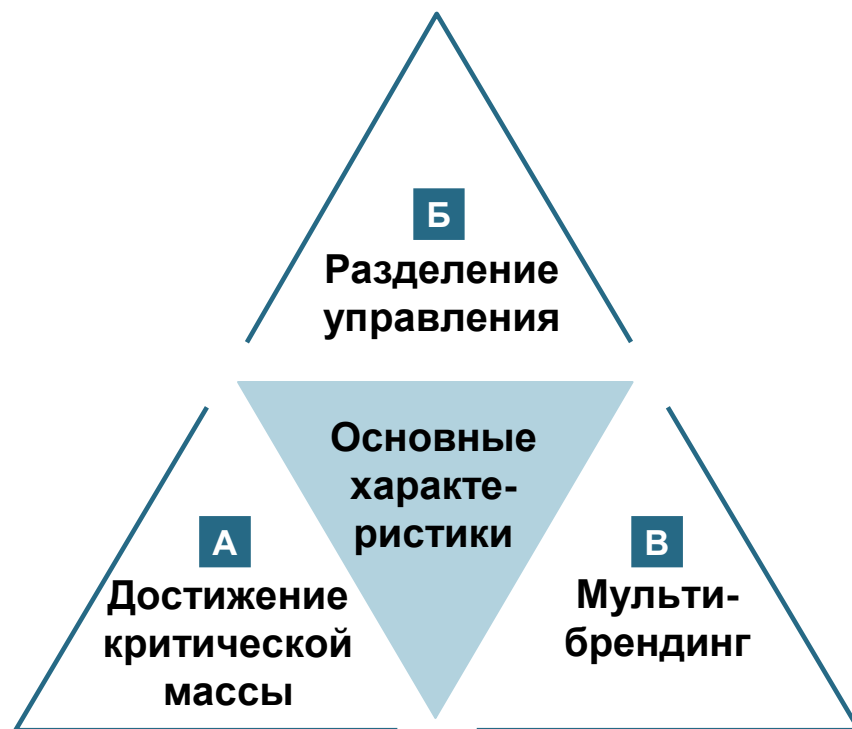 Б
Разделение
управления
Основные
характе-
ристики
А
Достижение
критической
массы
В
Мульти-
брендинг